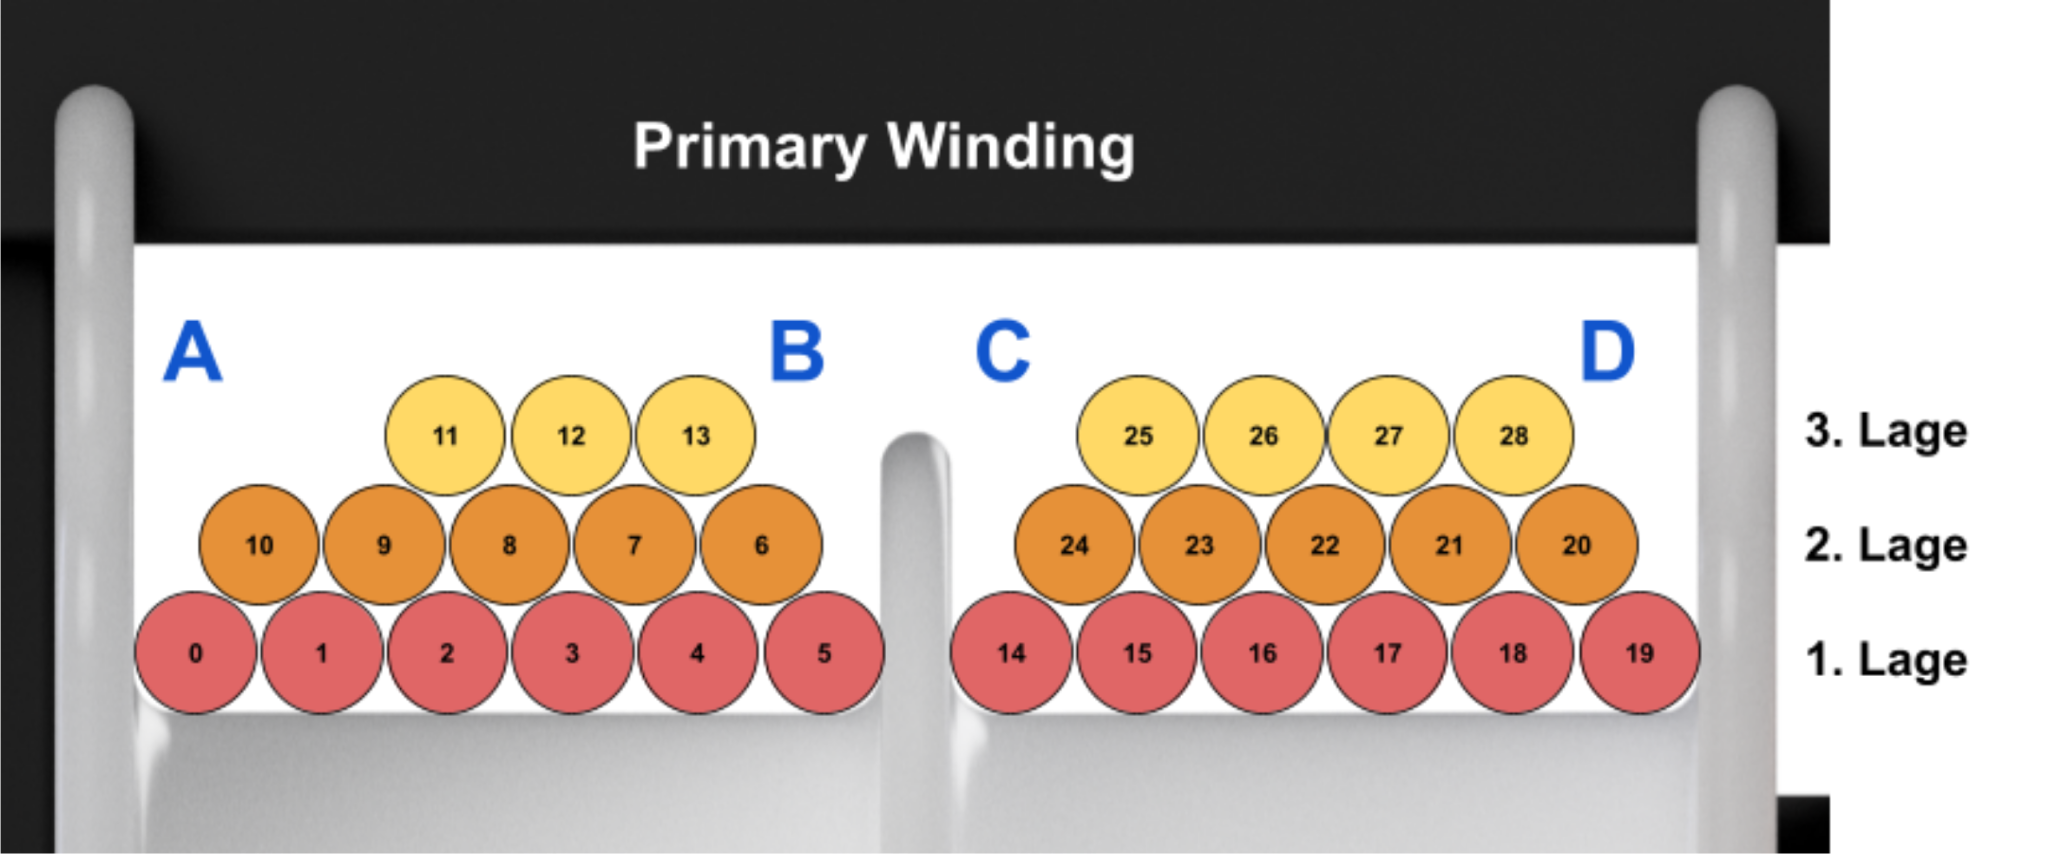 Primary Winding
A B C D
11 12 13 25 26 27 28 3. Lage
10 9 8 7 6 24 23 22 21 20 2. Lage
0 1 2 3 4 5 14 15 16 17 18 19 1. Lage